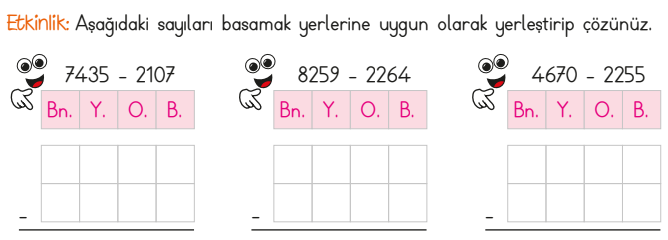 Etkinlik: Aşağıdaki sayıları basamak yerlerine uygun olarak yerleştirip çözünüz.
7435 - 2107
Bn. Y. O. B.
-
8259 - 2264
Bn. Y. O. B.
-
4670 - 2255
Bn. Y. O. B.
-